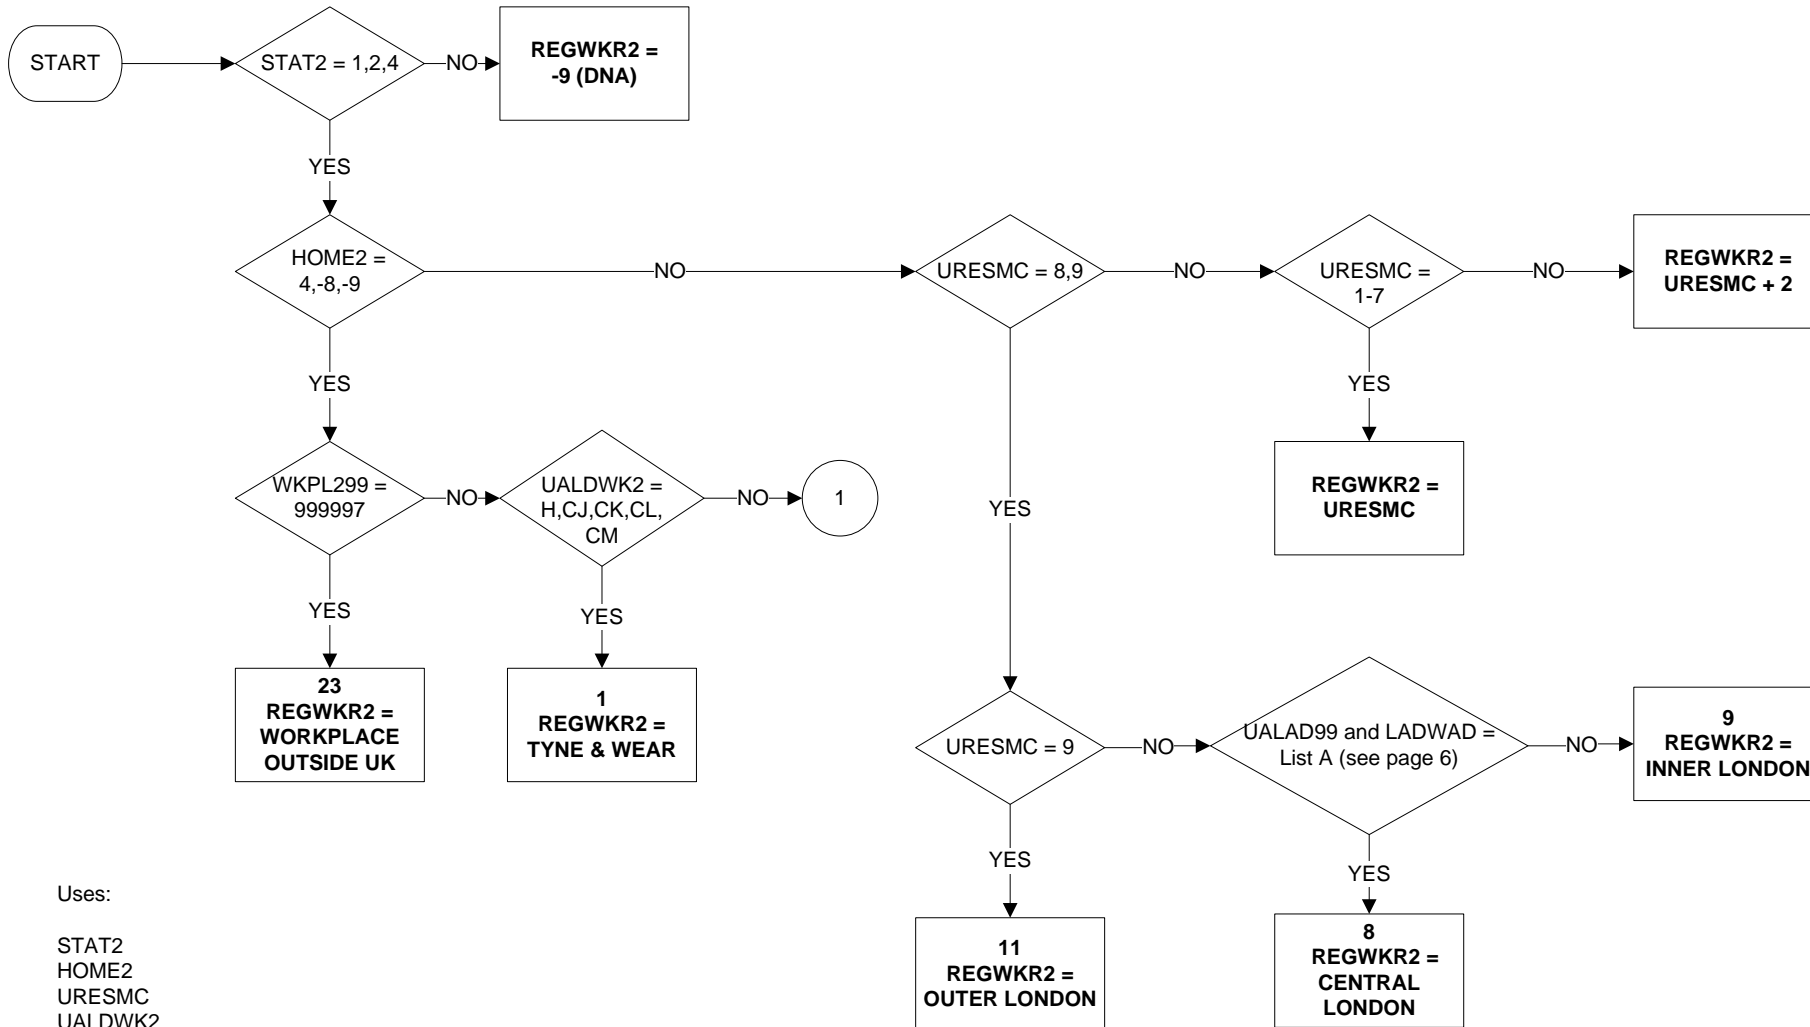 START
STAT2 = 1,2,4
NO
REGWKR2 =
-9 (DNA)
YES
HOME2 =
4,-8,-9
NO
URESMC = 8,9
NO
URESMC =
1-7
NO
REGWKR2 =
URESMC + 2
YES
YES
REGWKR2 =
URESMC
WKPL299 =
999997
NO
UALDWK2 =
H,CJ,CK,CL,
CM
NO
1
YES
YES
YES
23
REGWKR2 =
WORKPLACE
OUTSIDE UK
1
REGWKR2 =
TYNE & WEAR
URESMC = 9
NO
UALAD99 and LADWAD =
List A (see page 6)
NO
9
REGWKR2 =
INNER LONDON
YES
YES
11
REGWKR2 =
OUTER LONDON
8
REGWKR2 =
CENTRAL
LONDON
Uses:
STAT2
HOME2
URESMC
UALDWK2